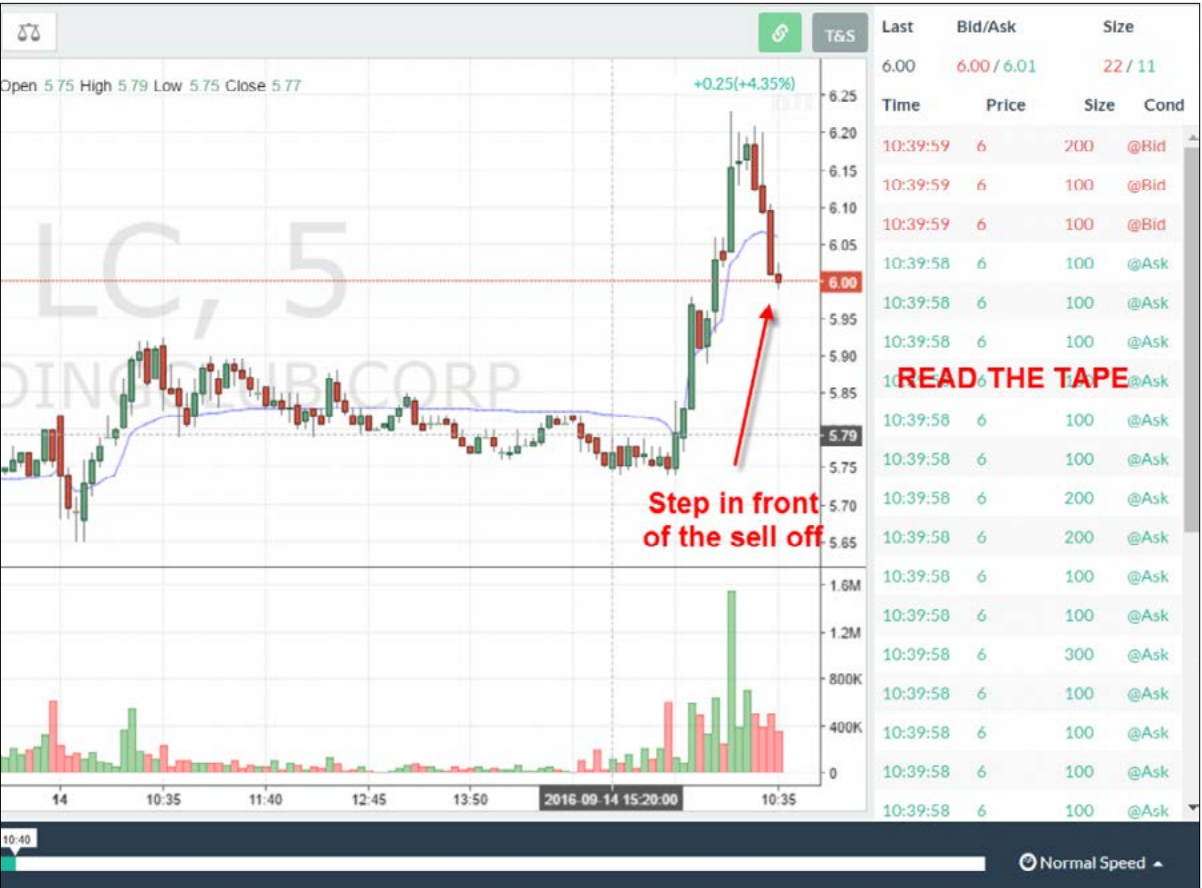 T&S
Open 5.75 High 5.79 Low 5.75 Close 5.77
+0.25(+4.35%)
6.25
6.20
6.15
6.10
6.05
6.00
5.95
5.90
5.85
5.79
5.75
5.70
5.65
LC, 5
DINGCLUB CORP
Step in front
of the sell off
1.6M
1.2M
800K
400K
0
14 10:35 11:40 12:45 13:50 2016-09-14 15:20:00 10:35
Last Bid/Ask Size
6.00 6.00 / 6.01 22 / 11
Time Price Size Cond
10:39:59 6 200 @Bid
10:39:59 6 100 @Bid
10:39:59 6 100 @Bid
10:39:58 6 100 @Ask
10:39:58 6 100 @Ask
10:39:58 6 100 @Ask
READ THE TAPE @Ask
10:39:58 6 100 @Ask
10:39:58 6 100 @Ask
10:39:58 6 200 @Ask
10:39:58 6 200 @Ask
10:39:58 6 100 @Ask
10:39:58 6 100 @Ask
10:39:58 6 300 @Ask
10:39:58 6 100 @Ask
10:39:58 6 100 @Ask
10:39:58 6 100 @Ask
10:39:58 6 100 @Ask
10:40
Normal Speed